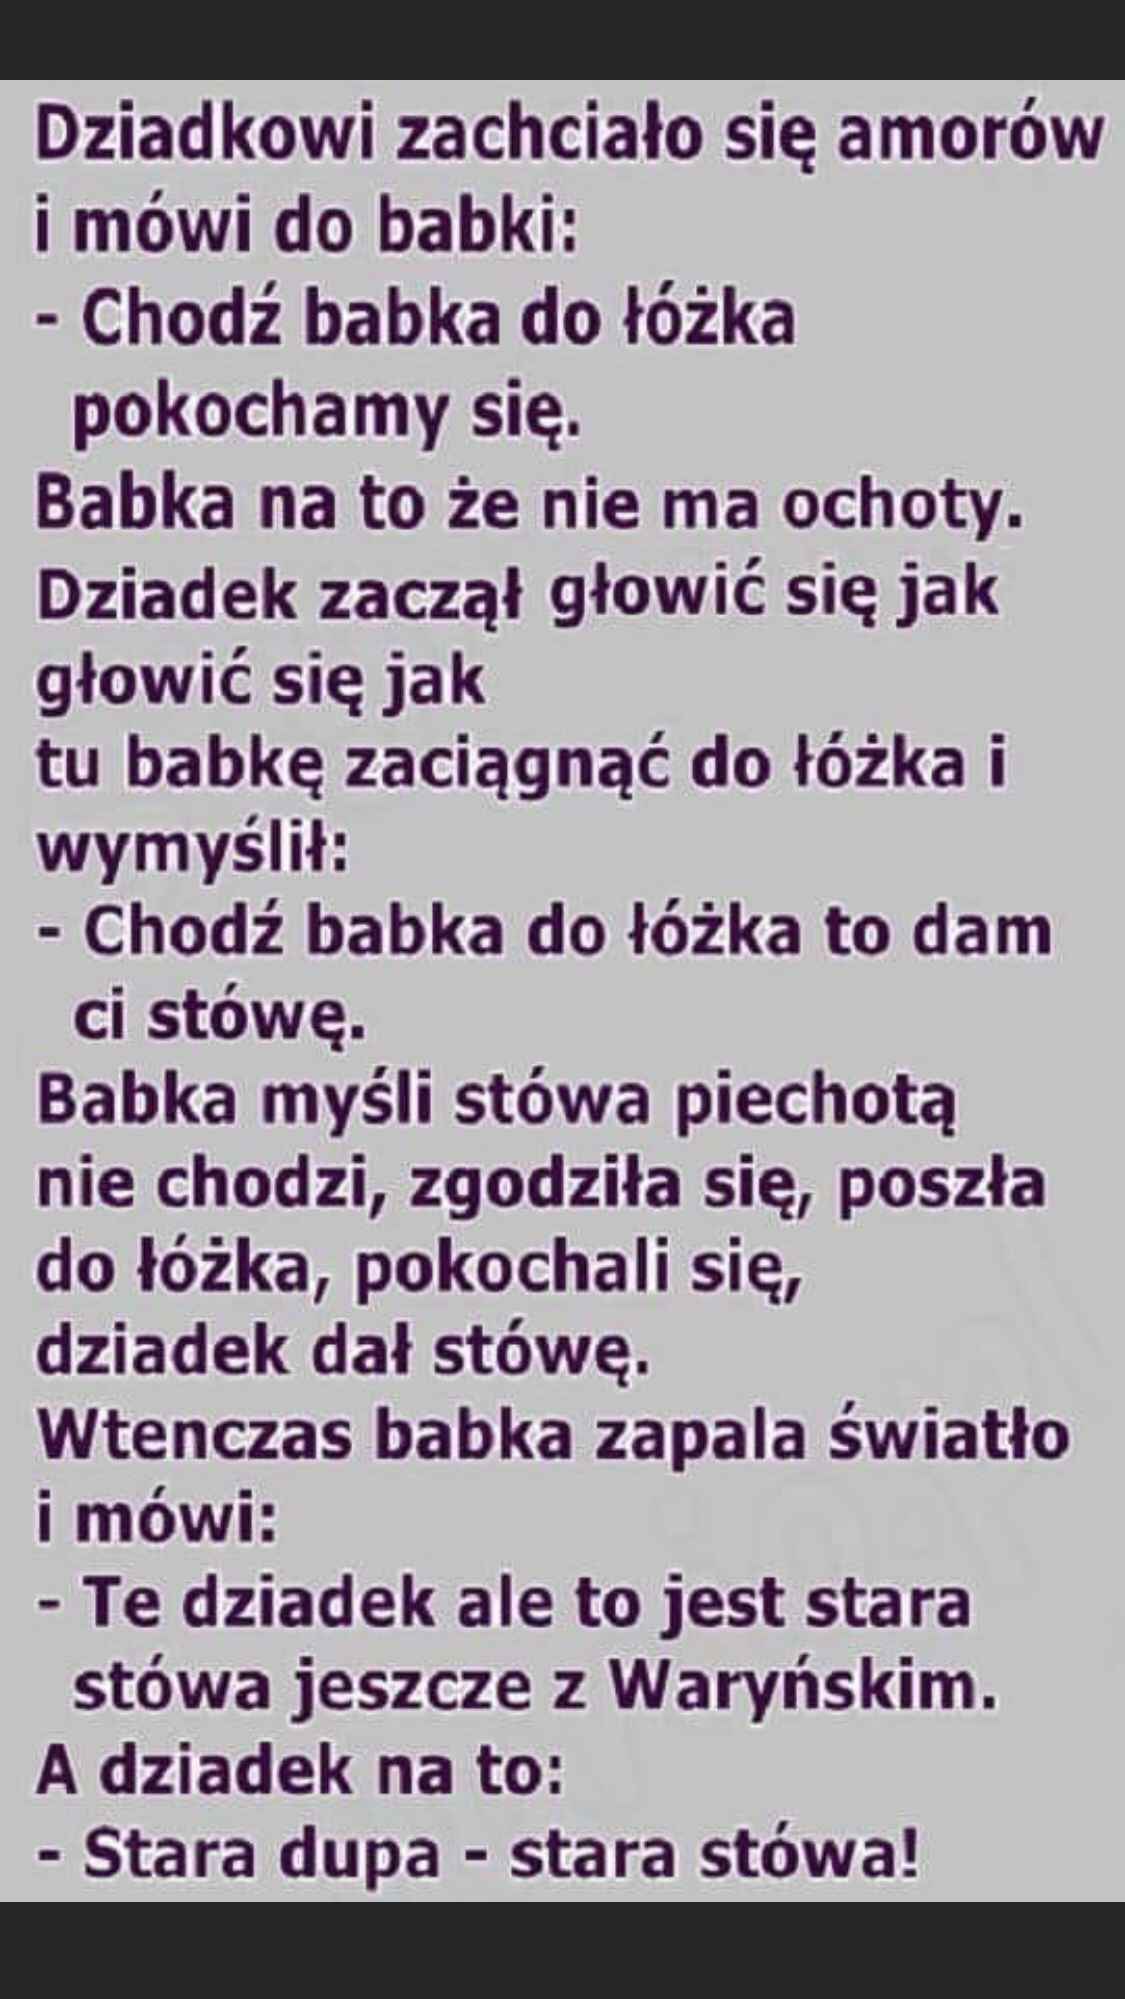 Dziadkowi zachciało się amorów
i mówi do babki:
- Chodź babka do łóżka
pokochamy się.
Babka na to że nie ma ochoty.
Dziadek zaczął głowić się jak
głowić się jak
tu babkę zaciągnąć do łóżka i
wymyślił:
- Chodź babka do łóżka to dam
ci stówę.
Babka myśli stówa piechotą
nie chodzi, zgodziła się, poszła
do łóżka, pokochali się,
dziadek dał stówę.
Wtenczas babka zapala światło
i mówi:
- Te dziadek ale to jest stara
stówa jeszcze z Waryńskim.
A dziadek na to:
- Stara dupa - stara stówa!